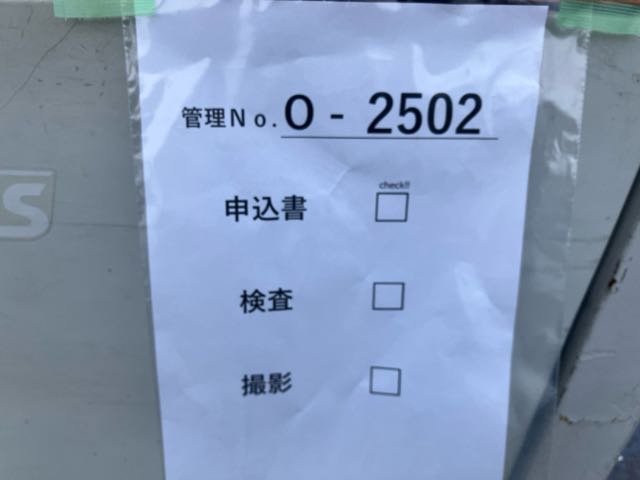 管理No. O - 2502
check!!
申込書 □
検査 □
撮影 □
S